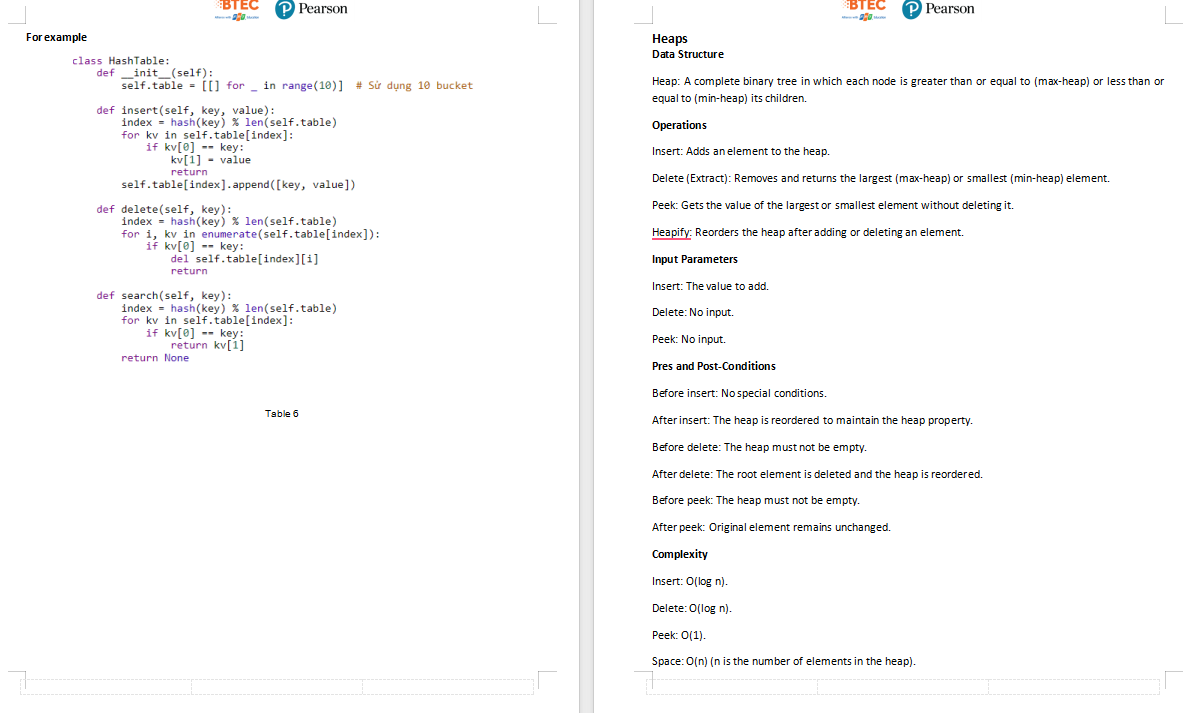 BTEC Pearson
For example
class HashTable:
def __init__(self):
self.table = [[] for _ in range(10)] # Sử dụng 10 bucket
def insert(self, key, value):
index = hash(key) % len(self.table)
for kv in self.table[index]:
if kv[0] == key:
kv[1] = value
return
self.table[index].append([key, value])
def delete(self, key):
index = hash(key) % len(self.table)
for i, kv in enumerate(self.table[index]):
if kv[0] == key:
del self.table[index][i]
return
def search(self, key):
index = hash(key) % len(self.table)
for kv in self.table[index]:
if kv[0] == key:
return kv[1]
return None
Table 6
BTEC Pearson
Heaps
Data Structure
Heap: A complete binary tree in which each node is greater than or equal to (max-heap) or less than or
equal to (min-heap) its children.
Operations
Insert: Adds an element to the heap.
Delete (Extract): Removes and returns the largest (max-heap) or smallest (min-heap) element.
Peek: Gets the value of the largest or smallest element without deleting it.
Heapify: Reorders the heap after adding or deleting an element.
Input Parameters
Insert: The value to add.
Delete: No input.
Peek: No input.
Pres and Post-Conditions
Before insert: No special conditions.
After insert: The heap is reordered to maintain the heap property.
Before delete: The heap must not be empty.
After delete: The root element is deleted and the heap is reordered.
Before peek: The heap must not be empty.
After peek: Original element remains unchanged.
Complexity
Insert: O(log n).
Delete: O(log n).
Peek: O(1).
Space: O(n) (n is the number of elements in the heap).